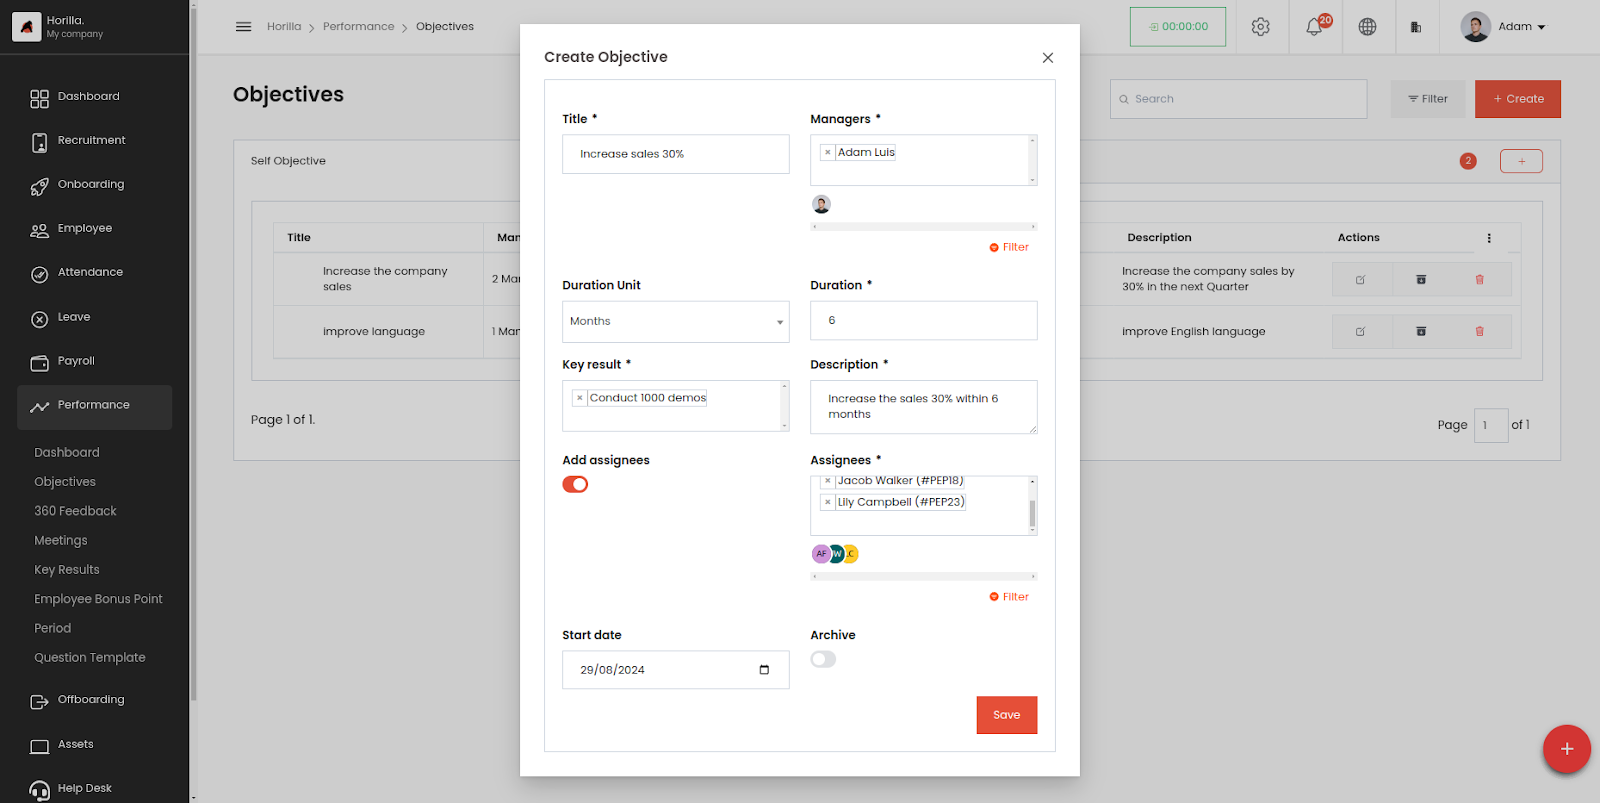 Horilla.
My company
Dashboard
Recruitment
Onboarding
Employee
Attendance
Leave
Payroll
Performance
Dashboard
Objectives
360 Feedback
Meetings
Key Results
Employee Bonus Point
Period
Question Template
Offboarding
Assets
Help Desk
Horilla > Performance > Objectives
00:00:00
20
Adam
Objectives
Search
Filter
+ Create
Self Objective
2
+
Title
Man
Description
Actions
Increase the company
sales
2 Man
Increase the company sales by
30% in the next Quarter
improve language
1 Man
improve English language
Page 1 of 1.
Page 1 of 1
Create Objective
Title *
Increase sales 30%
Managers *
× Adam Luis
Filter
Duration Unit
Months
Duration *
6
Key result *
× Conduct 1000 demos
Description *
Increase the sales 30% within 6
months
Add assignees
Assignees *
× Jacob Walker (#PEP18)
× Lily Campbell (#PEP23)
AF
W
C
Filter
Start date
29/08/2024
Archive
Save
+